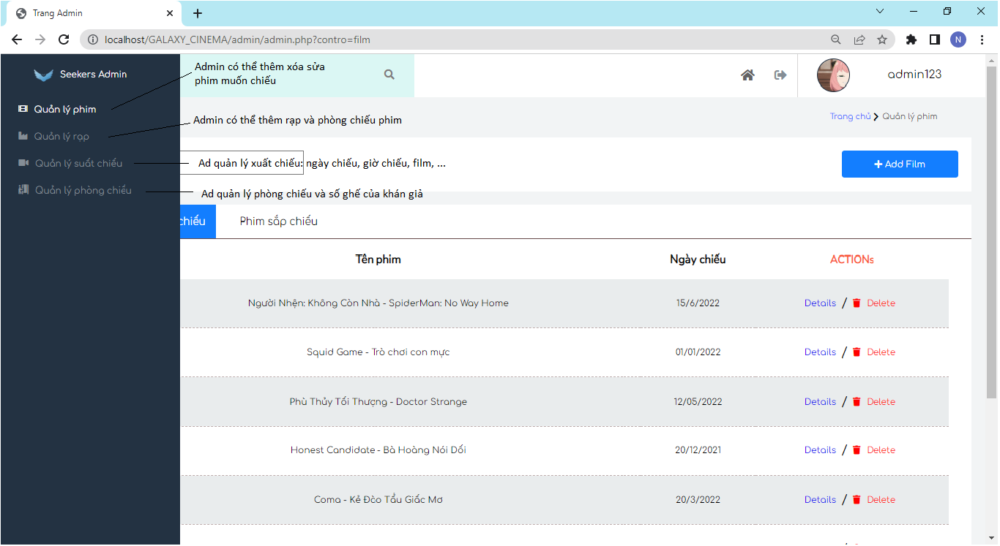 Trang Admin
localhost/GALAXY_CINEMA/admin/admin.php?contro=film
N
Seekers Admin
Admin có thể thêm xóa sửa
phim muốn chiếu
admin123
Quản lý phim
Admin có thể thêm rạp và phòng chiếu phim
Trang chủ Quản lý phim
Quản lý rạp
Quản lý suất chiếu
Ad quản lý xuất chiếu: ngày chiếu, giờ chiếu, film, ...
Add Film
Quản lý phòng chiếu
Ad quản lý phòng chiếu và số ghế của khán giả
chiếu Phim sắp chiếu
Tên phim Ngày chiếu ACTIONs
Người Nhện: Không Còn Nhà - SpiderMan: No Way Home 15/6/2022 Details / Delete
Squid Game - Trò chơi con mực 01/01/2022 Details / Delete
Phù Thủy Tối Thượng - Doctor Strange 12/05/2022 Details / Delete
Honest Candidate - Bà Hoàng Nói Dối 20/12/2021 Details / Delete
Coma - Kẻ Đào Tẩu Giấc Mơ 20/3/2022 Details / Delete